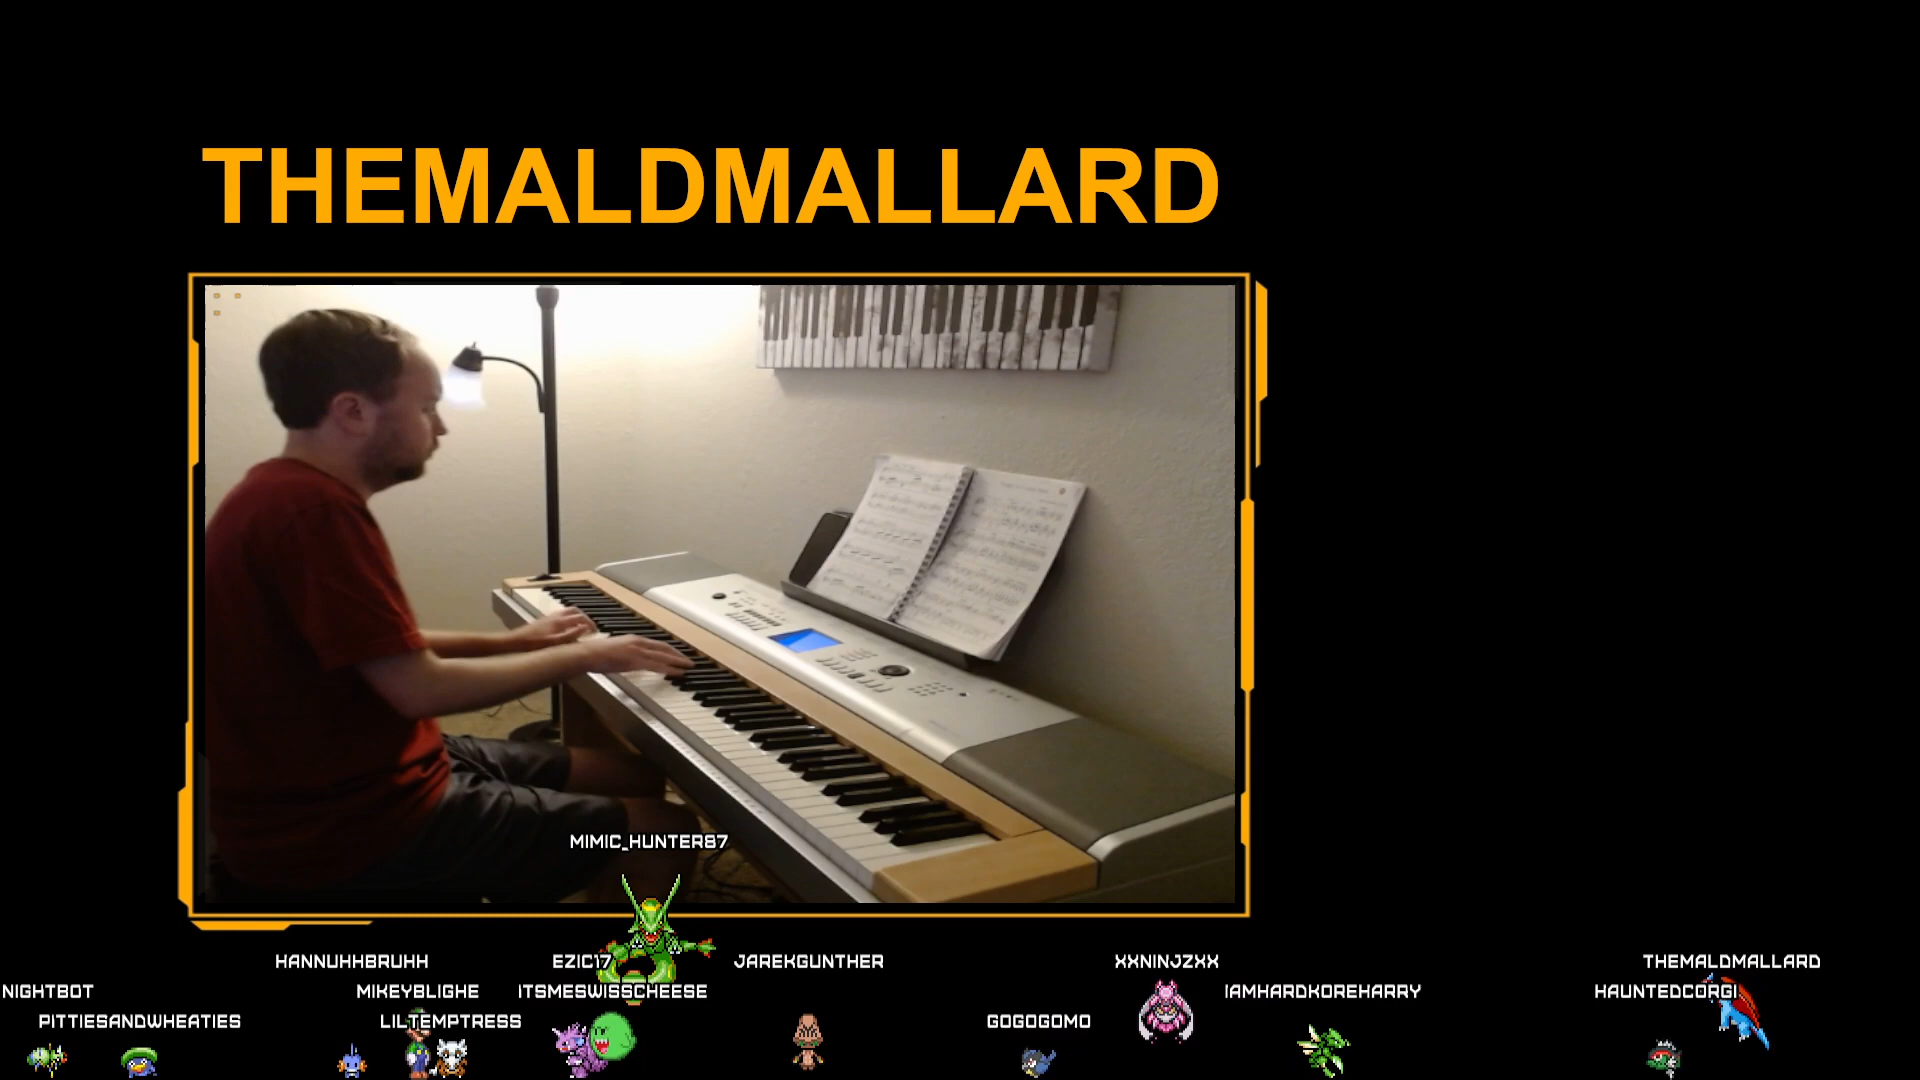 THEMALDMALLARD
MIMIC_HUNTER87
HANNUHHBRUHH
EZIC17
JAREKGUNTHER
XXNINJZXX
THEMALDMALLARD
NIGHTBOT
MIKEYBLIGHE
ITSMESWISSCHEESE
IAMHARDKOREHARRY
HAUNTEDCORGI
PITTIESANDWHEATIES
LILTEMPTRESS
GOGOGOMO